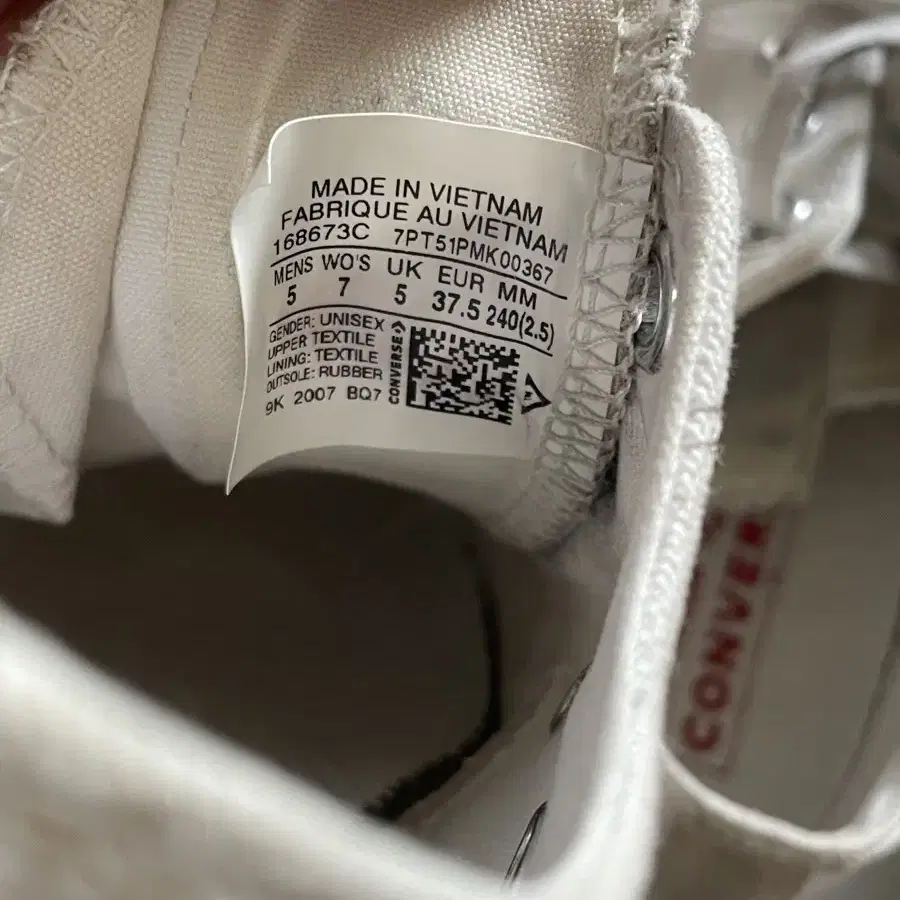 MADE IN VIETNAM
FABRIQUE AU VIETNAM
168673C 7PT51PMK00367
MENS WO'S UK EUR MM
5 7 5 37.5 240(2.5)
GENDER: UNISEX
UPPER TEXTILE
LINING: TEXTILE
OUTSOLE: RUBBER
9K 2007 BQ7
CONVERSE
CONVER